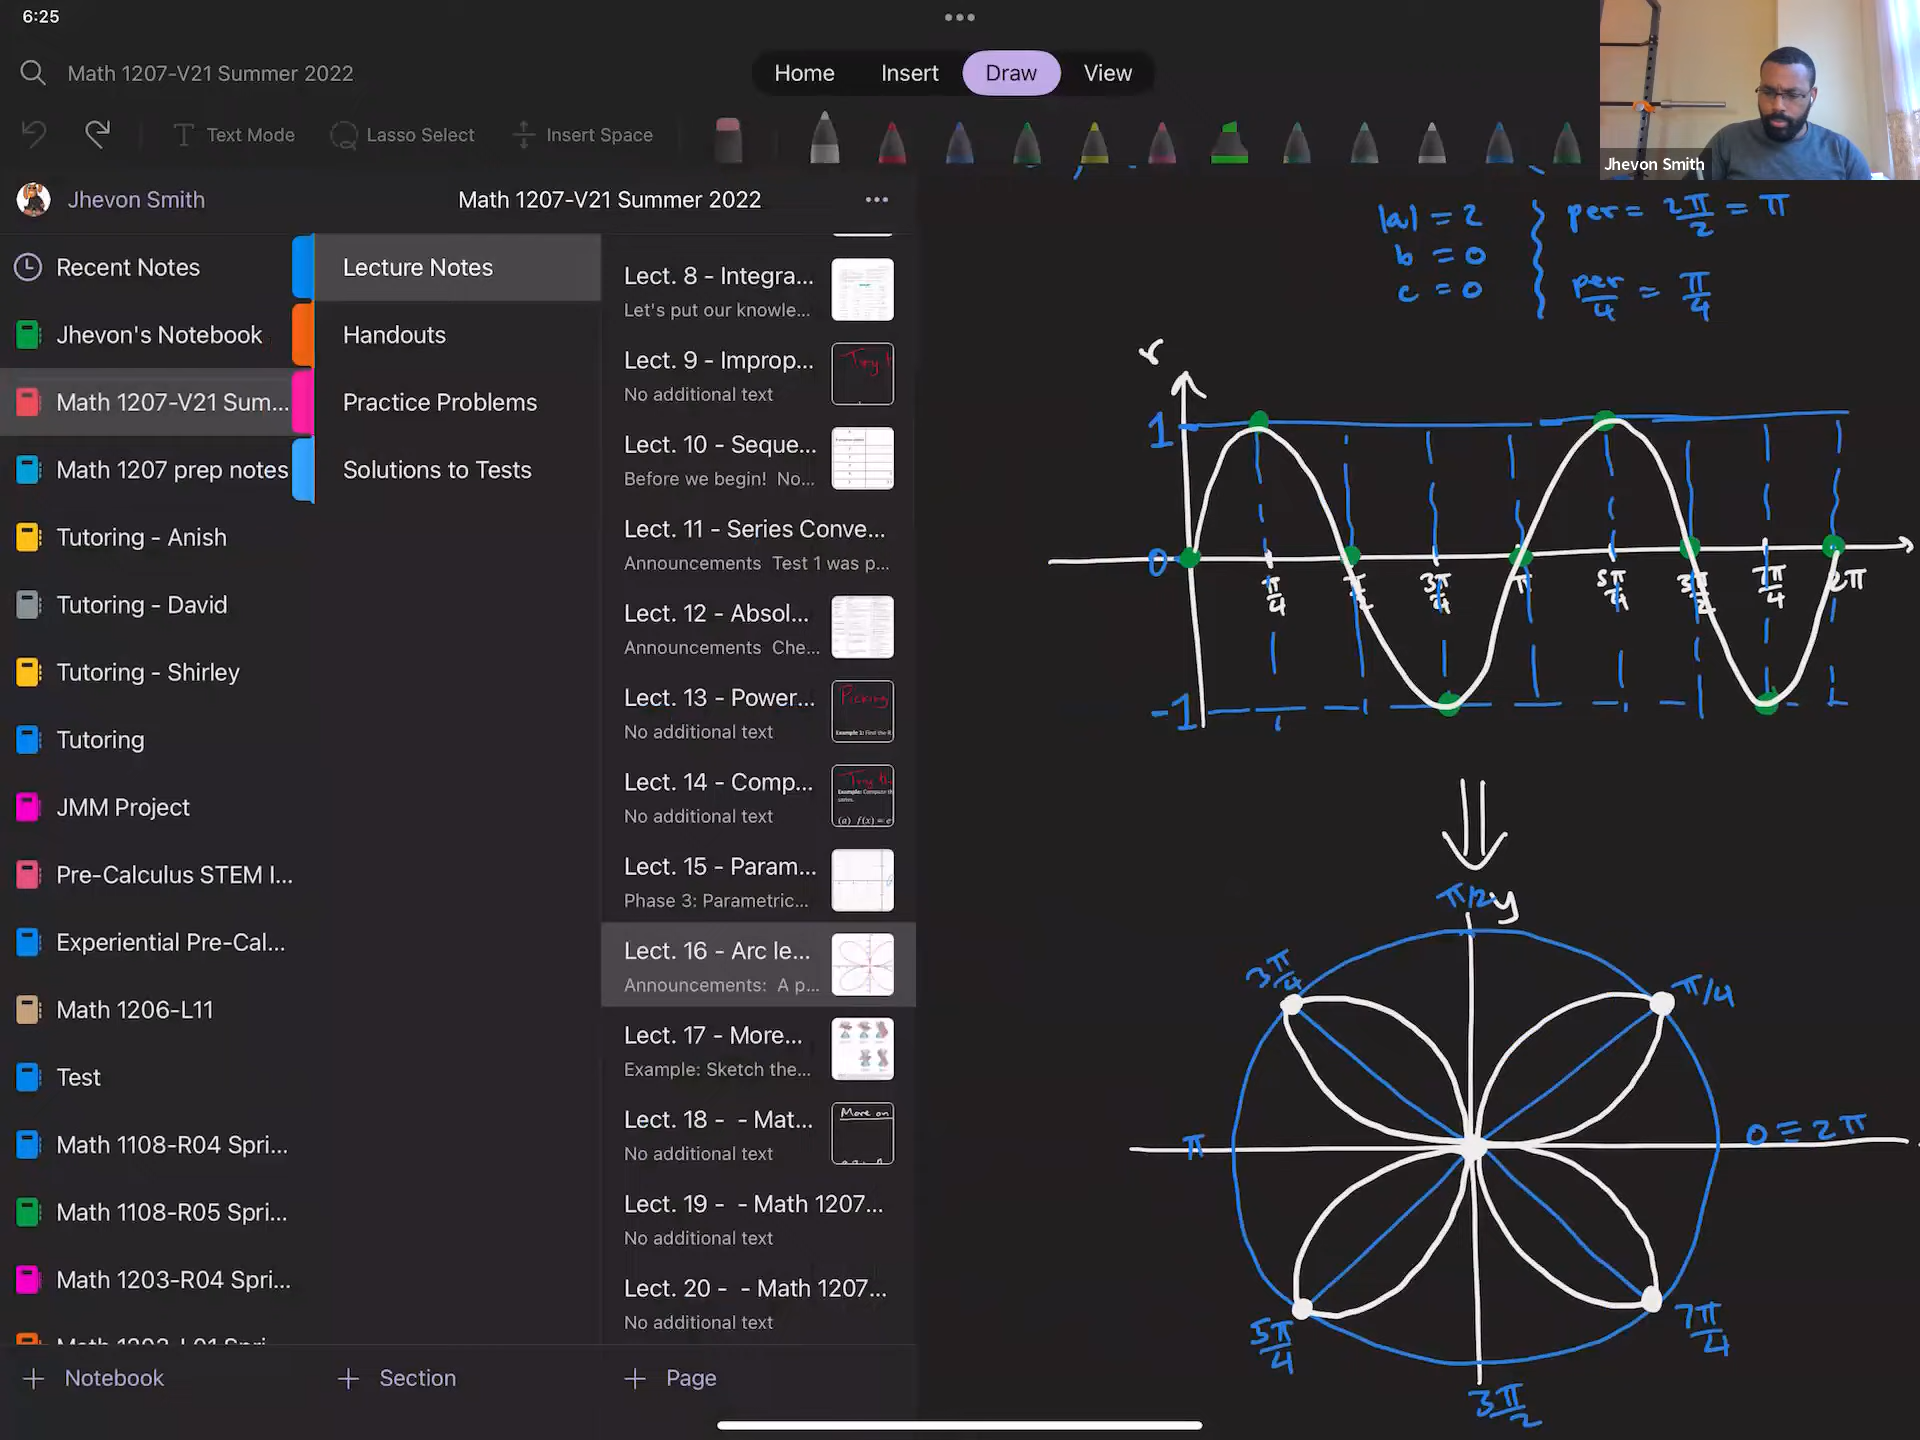 6:25
Math 1207-V21 Summer 2022
Home Insert Draw View
Text Mode Lasso Select Insert Space
Jhevon Smith
Jhevon Smith
Math 1207-V21 Summer 2022
Recent Notes
Jhevon's Notebook
Math 1207-V21 Sum...
Math 1207 prep notes
Tutoring - Anish
Tutoring - David
Tutoring - Shirley
Tutoring
JMM Project
Pre-Calculus STEM I...
Experiential Pre-Cal...
Math 1206-L11
Test
Math 1108-R04 Spri...
Math 1108-R05 Spri...
Math 1203-R04 Spri...
Notebook
Lecture Notes
Handouts
Practice Problems
Solutions to Tests
Section
Lect. 8 - Integra...
Let's put our knowle...
Lect. 9 - Improp...
No additional text
Lect. 10 - Seque...
Before we begin! No...
Lect. 11 - Series Conve...
Announcements Test 1 was p...
Lect. 12 - Absol...
Announcements Che...
Lect. 13 - Power...
No additional text
Picking
Lect. 14 - Comp...
No additional text
Lect. 15 - Param...
Phase 3: Parametric...
Lect. 16 - Arc le...
Announcements: A p...
Lect. 17 - More...
Example: Sketch the...
Lect. 18 - - Mat...
No additional text
More on
Lect. 19 - - Math 1207...
No additional text
Lect. 20 - - Math 1207...
No additional text
Page
|a| = 2
b = 0
c = 0
per = 2π/2 = π
per/4 = π/4
r
1
0
-1
π/4 π/2 3π/4 π 5π/4 3π/2 7π/4 2π
π/2 y
3π/4 π/4
π 0 ≡ 2π
5π/4 7π/4
3π/2